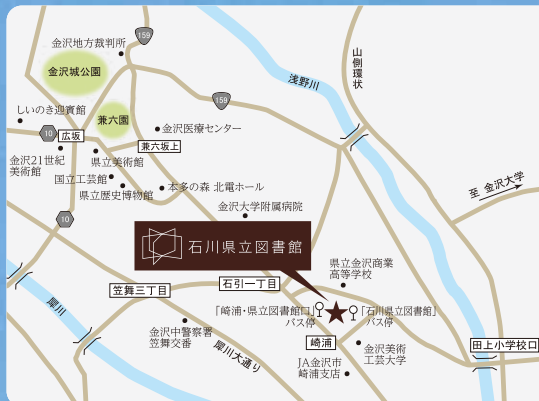 159
金沢地方裁判所
金沢城公園
山側環状
浅野川
159
しいのき迎賓館
兼六園
10
広坂
金沢医療センター
兼六坂上
金沢21世紀
美術館
県立美術館
国立工芸館
県立歴史博物館
本多の森 北電ホール
至 金沢大学
金沢大学附属病院
10
石川県立図書館
県立金沢商業
高等学校
石引一丁目
笠舞三丁目
犀川
「崎浦・県立図書館口」
バス停
「石川県立図書館」
バス停
金沢中警察署
笠舞交番
犀川大通り
崎浦
JA金沢市
崎浦支店
金沢美術
工芸大学
田上小学校口